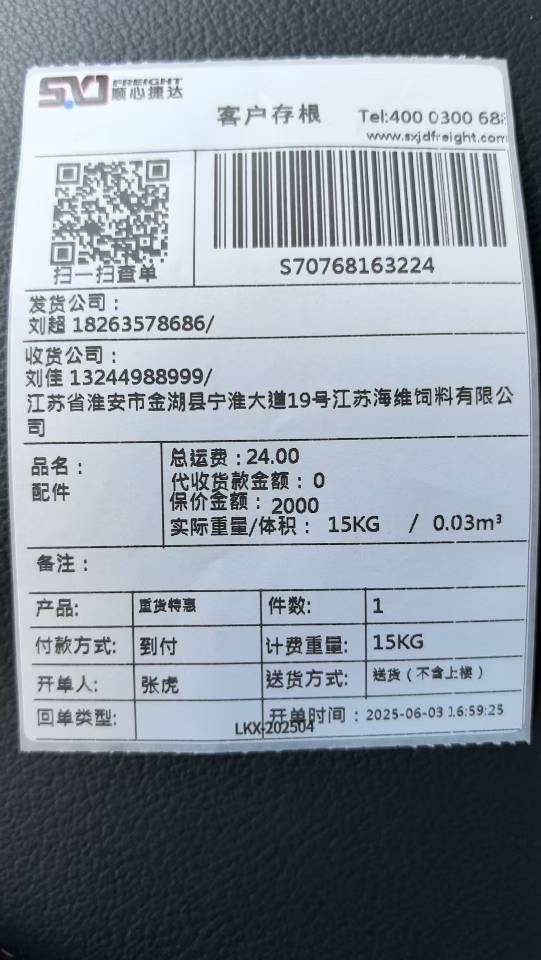 SXJ FREIGHT
顺心捷达
客户存根
Tel:400 0300 68
www.sxjdfreight.com
扫一扫查单
S70768163224
发货公司：
刘超 18263578686/
收货公司：
刘佳 13244988999/
江苏省淮安市金湖县宁淮大道19号江苏海维饲料有限公
司
品名：
配件
总运费：24.00
代收货款金额：0
保价金额：2000
实际重量/体积： 15KG / 0.03m³
备注：
产品: 重货特惠 件数: 1
付款方式: 到付 计费重量: 15KG
开单人: 张虎 送货方式: 送货（不含上楼）
回单类型: 开单时间：2025-06-03 16:59:25
LKX-202504